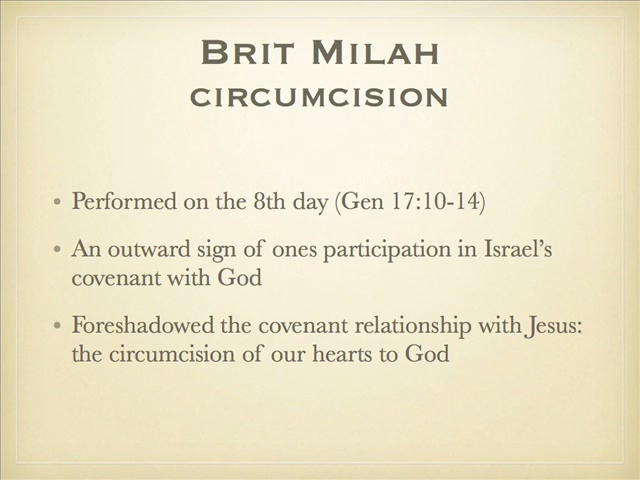 Brit Milah
circumcision
• Performed on the 8th day (Gen 17:10-14)
• An outward sign of ones participation in Israel’s
covenant with God
• Foreshadowed the covenant relationship with Jesus:
the circumcision of our hearts to God